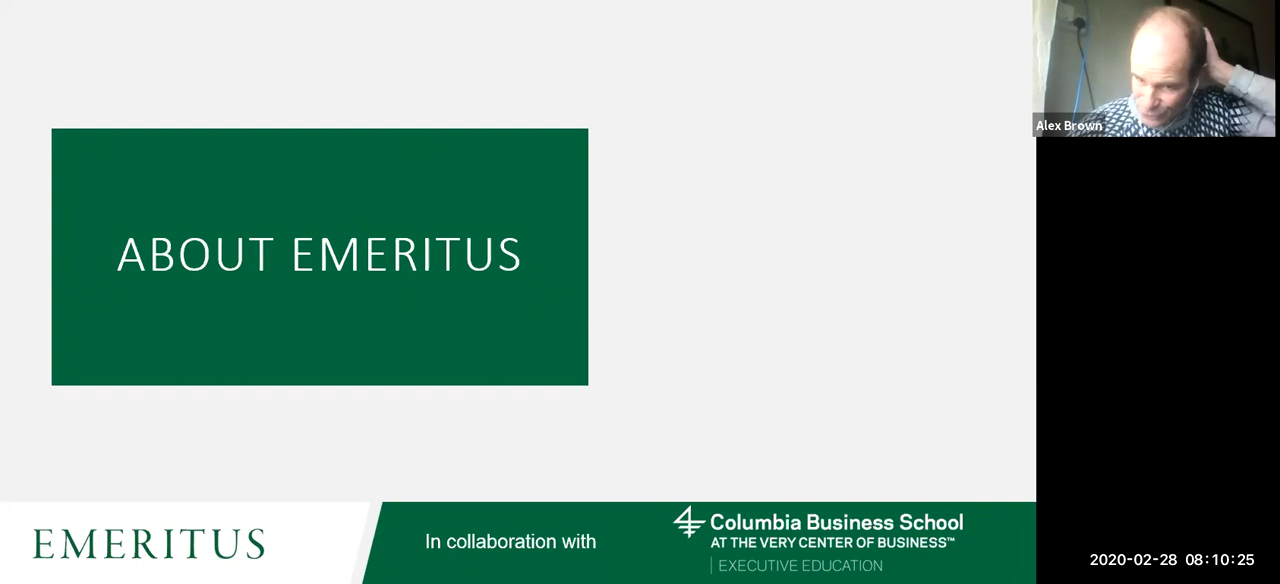 Alex Brown
ABOUT EMERITUS
EMERITUS
In collaboration with
Columbia Business School
AT THE VERY CENTER OF BUSINESS™
EXECUTIVE EDUCATION
2020-02-28 08:10:25